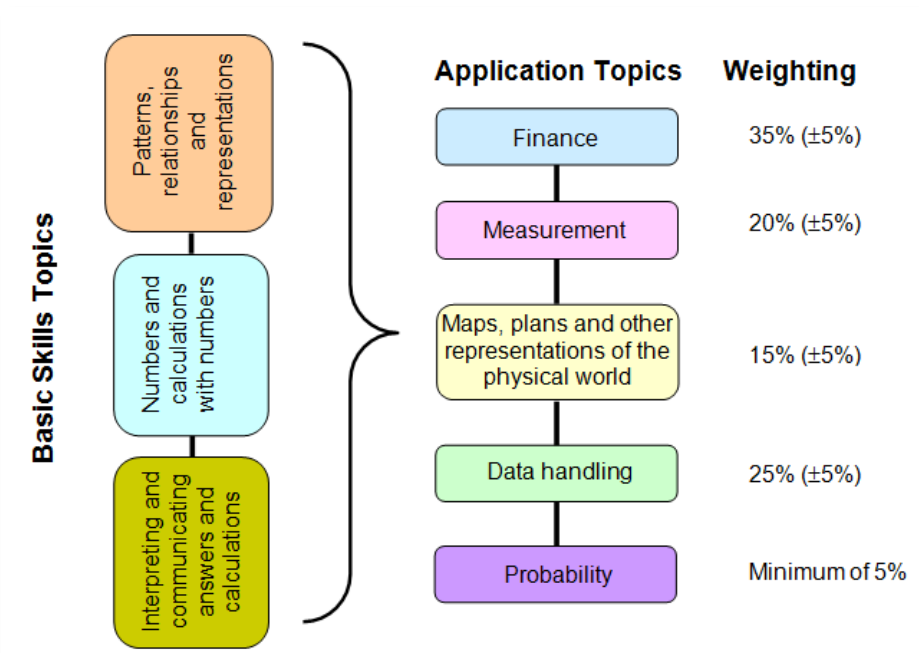 Basic Skills Topics
Patterns,
relationships
and
representations
Numbers and
calculations
with numbers
Interpreting and
communicating
answers and
calculations
Application Topics
Weighting
Finance
35% (±5%)
Measurement
20% (±5%)
Maps, plans and other
representations of the
physical world
15% (±5%)
Data handling
25% (±5%)
Probability
Minimum of 5%